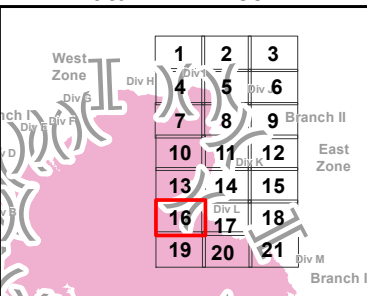 1 2 3
West
Zone
Div H
Div I
4 5 Div J 6
Div G
7 8 9 Branch II
Div F
Div E
10 11 12
East
Zone
Div K
13 14 15
16 Div L 17 18
19 20 21
Div M
Branch I